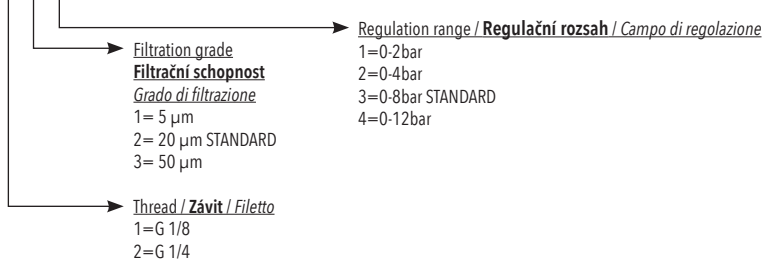 Regulation range / Regulační rozsah / Campo di regolazione
1=0-2bar
2=0-4bar
3=0-8bar STANDARD
4=0-12bar
Filtration grade
Filtrační schopnost
Grado di filtrazione
1= 5 μm
2= 20 μm STANDARD
3= 50 μm
Thread / Závit / Filetto
1=G 1/8
2=G 1/4